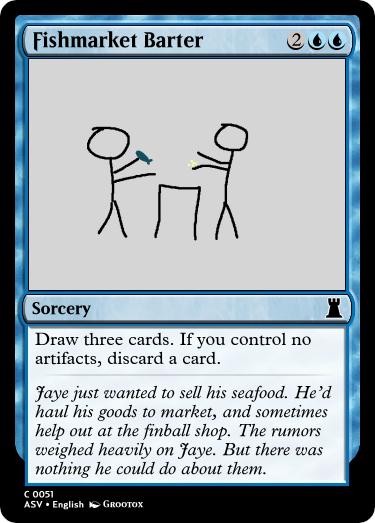 Fishmarket Barter 2
Sorcery
Draw three cards. If you control no
artifacts, discard a card.
Jaye just wanted to sell his seafood. He'd
haul his goods to market, and sometimes
help out at the finball shop. The rumors
weighed heavily on Jaye. But there was
nothing he could do about them.
C 0051
ASV • English Grootox